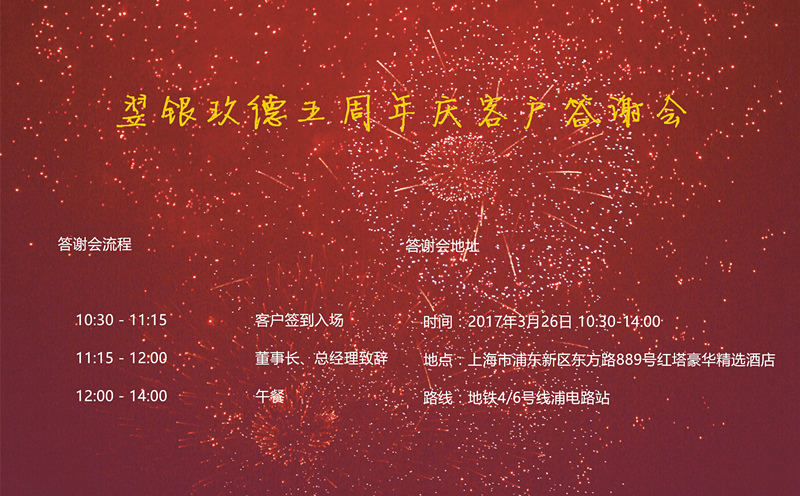 翌银玖德五周年庆客户答谢会
答谢会流程
10:30 - 11:15 客户签到入场
11:15 - 12:00 董事长、总经理致辞
12:00 - 14:00 午餐
答谢会地址
时间：2017年3月26日 10:30-14:00
地点：上海市浦东新区东方路889号红塔豪华精选酒店
路线：地铁4/6号线浦电路站